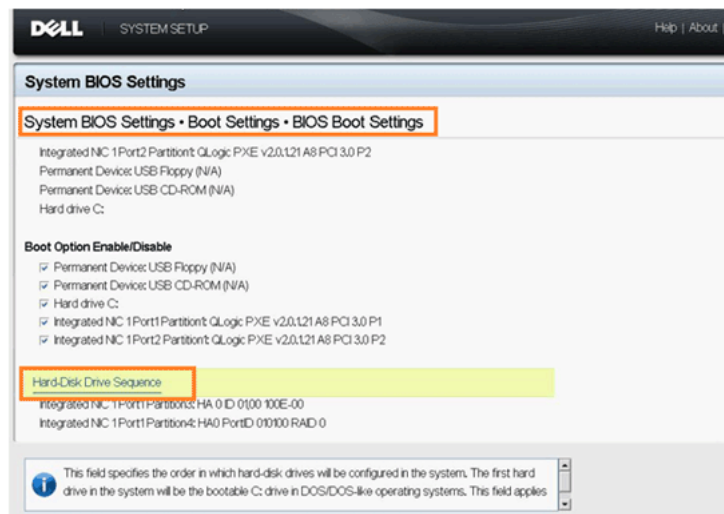 DELL SYSTEM SETUP Help | About |
System BIOS Settings
System BIOS Settings • Boot Settings • BIOS Boot Settings
Integrated NIC 1 Port2 Partition1: QLogic PXE v2.0.1.21 A8 PCI 3.0 P2
Permanent Device: USB Floppy (N/A)
Permanent Device: USB CD-ROM (N/A)
Hard drive C:
Boot Option Enable/Disable
Permanent Device: USB Floppy (N/A)
Permanent Device: USB CD-ROM (N/A)
Hard drive C:
Integrated NIC 1 Port1 Partition1: QLogic PXE v2.0.1.21 A8 PCI 3.0 P1
Integrated NIC 1 Port2 Partition1: QLogic PXE v2.0.1.21 A8 PCI 3.0 P2
Hard-Disk Drive Sequence
Integrated NIC 1 Port1 Partition3: HA 0 ID 01,00 100E-00
Integrated NIC 1 Port1 Partition4: HA0 PortID 010100 RAID 0
This field specifies the order in which hard-disk drives will be configured in the system. The first hard
drive in the system will be the bootable C: drive in DOS/DOS-like operating systems. This field applies